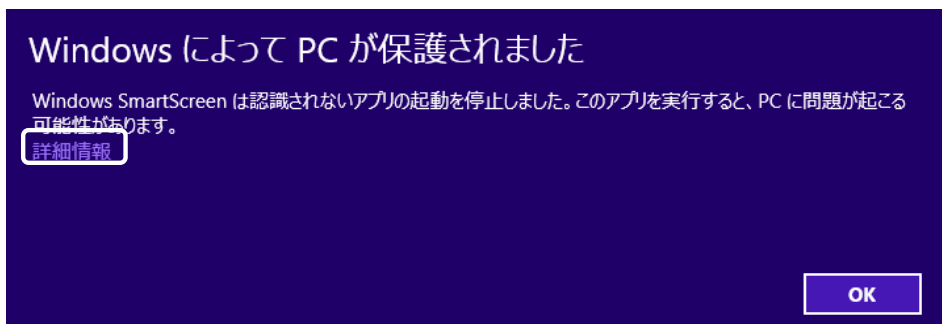 Windows によって PC が保護されました
Windows SmartScreen は認識されないアプリの起動を停止しました。このアプリを実行すると、PC に問題が起こる
可能性があります。
詳細情報
OK